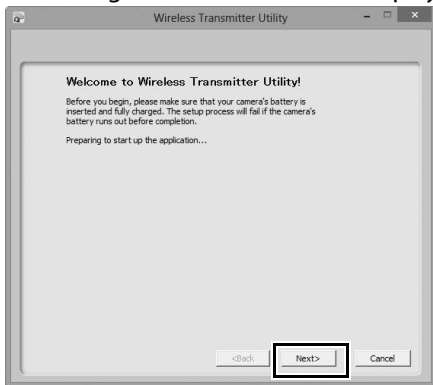 Wireless Transmitter Utility
Welcome to Wireless Transmitter Utility!
Before you begin, please make sure that your camera's battery is
inserted and fully charged. The setup process will fail if the camera's
battery runs out before completion.
Preparing to start up the application...
<Back Next> Cancel